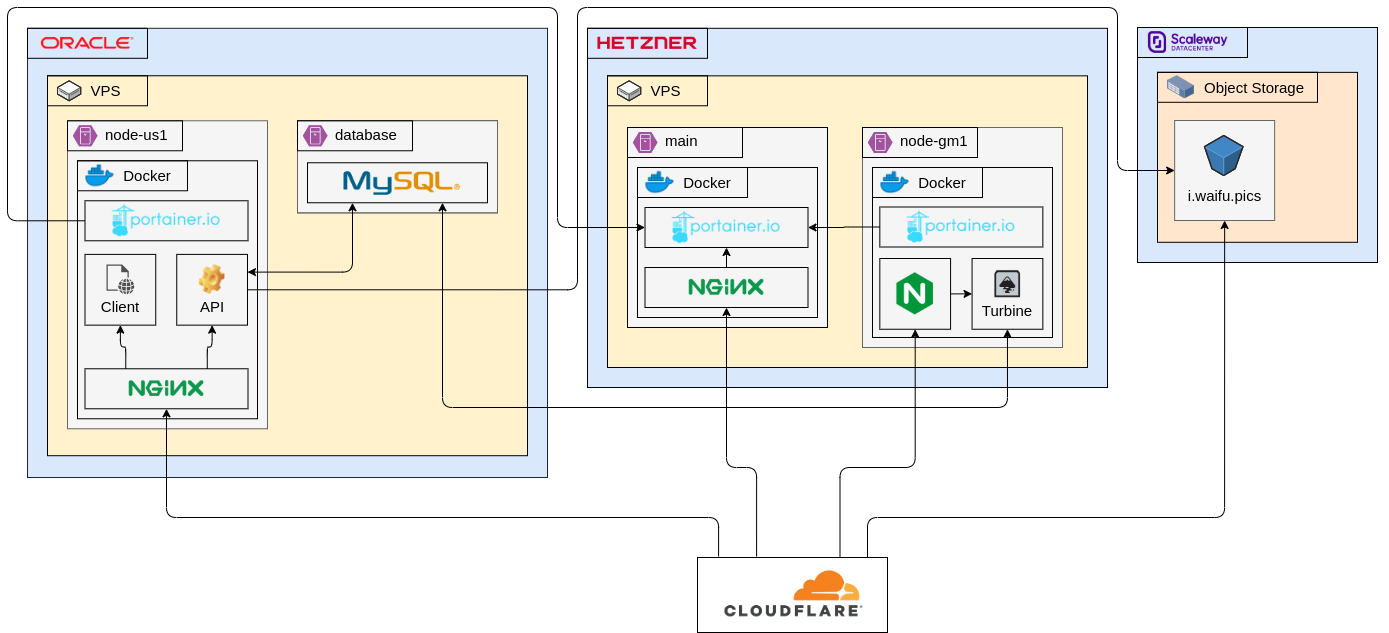 ORACLE
VPS
node-us1
Docker
portainer.io
Client
API
NGINX
database
MySQL®
HETZNER
VPS
main
Docker
portainer.io
NGINX
node-gm1
Docker
portainer.io
N
Turbine
Scaleway
DATACENTER
Object Storage
i.waifu.pics
CLOUDFLARE